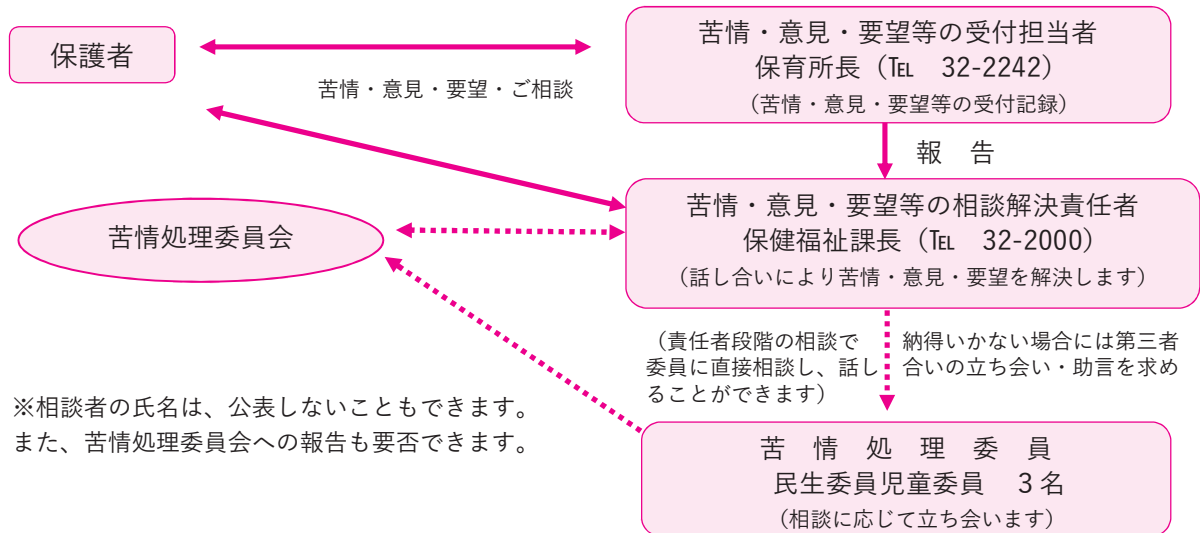 保護者
苦情・意見・要望・ご相談
苦情・意見・要望等の受付担当者
保育所長（℡　32-2242）
（苦情・意見・要望等の受付記録）
報　告
苦情・意見・要望等の相談解決責任者
保健福祉課長（℡　32-2000）
（話し合いにより苦情・意見・要望を解決します）
苦情処理委員会
（責任者段階の相談で　納得いかない場合には第三者
委員に直接相談し、話し　合いの立ち会い・助言を求め
ることができます）
※相談者の氏名は、公表しないこともできます。
また、苦情処理委員会への報告も要否できます。
苦　情　処　理　委　員
民生委員児童委員　３名
（相談に応じて立ち会います）